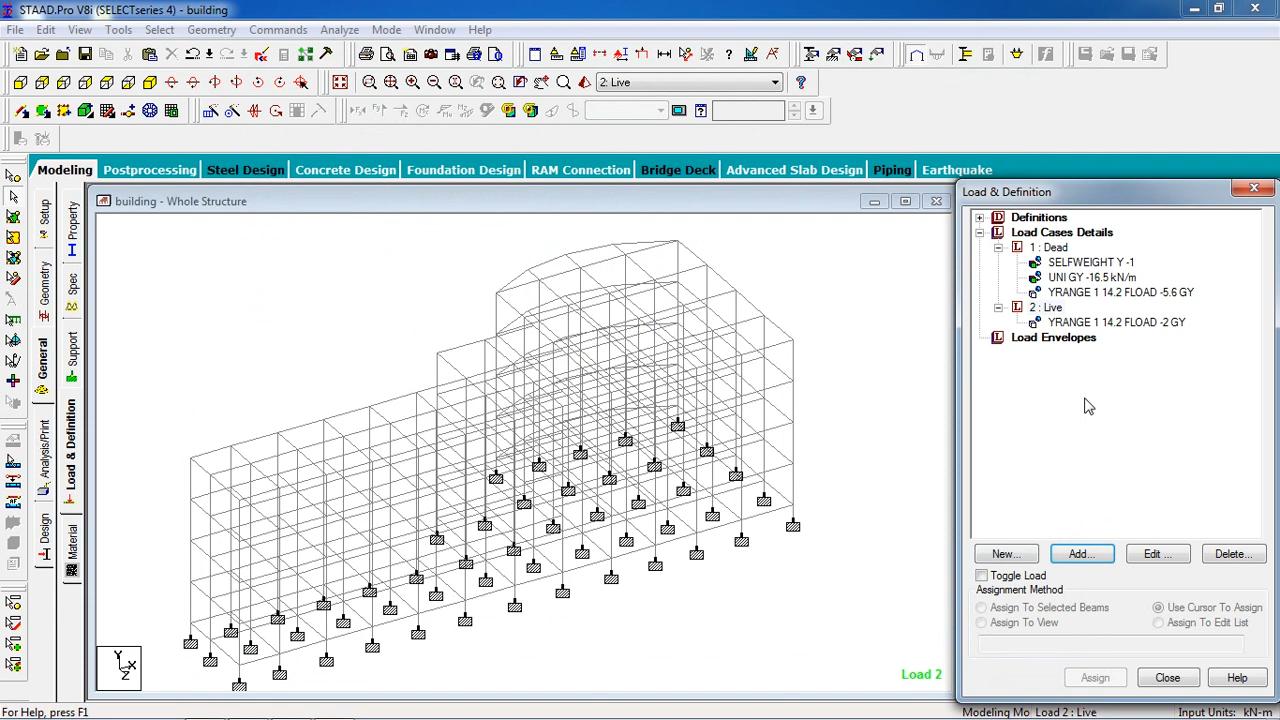 STAAD.Pro V8i (SELECTseries 4) - building
File Edit View Tools Select Geometry Commands Analyze Mode Window Help
2: Live
Modeling Postprocessing Steel Design Concrete Design Foundation Design RAM Connection Bridge Deck Advanced Slab Design Piping Earthquake
Setup
Geometry
General
Analysis/Print
Design
Property
Spec
Support
Load & Definition
Material
building - Whole Structure
Load 2
Y
X
Z
Load & Definition
Definitions
Load Cases Details
1 : Dead
SELFWEIGHT Y -1
UNI GY -16.5 kN/m
YRANGE 1 14.2 FLOAD -5.6 GY
2 : Live
YRANGE 1 14.2 FLOAD -2 GY
Load Envelopes
New... Add... Edit ... Delete...
Toggle Load
Assignment Method
Assign To Selected Beams Use Cursor To Assign
Assign To View Assign To Edit List
Assign Close Help
For Help, press F1 Modeling Mo Load 2 : Live Input Units: kN-m